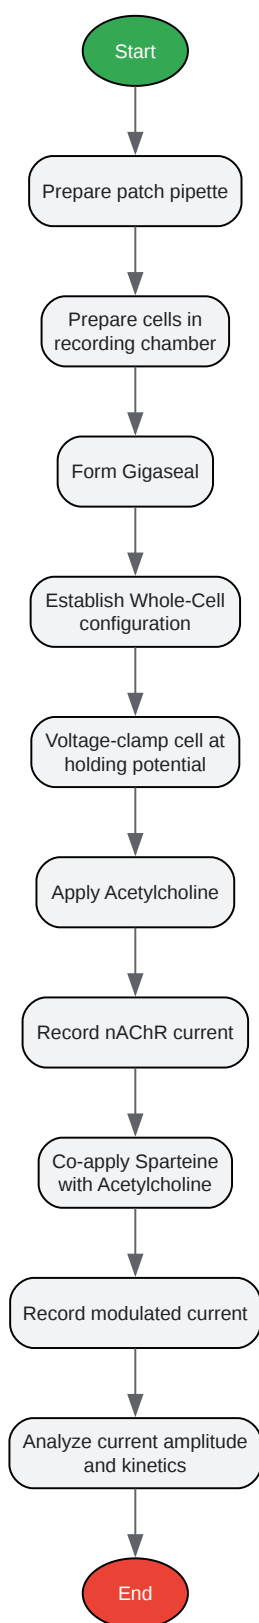 Start
Prepare patch pipette
Prepare cells in
recording chamber
Form Gigaseal
Establish Whole-Cell
configuration
Voltage-clamp cell at
holding potential
Apply Acetylcholine
Record nAChR current
Co-apply Sparteine
with Acetylcholine
Record modulated current
Analyze current amplitude
and kinetics
End